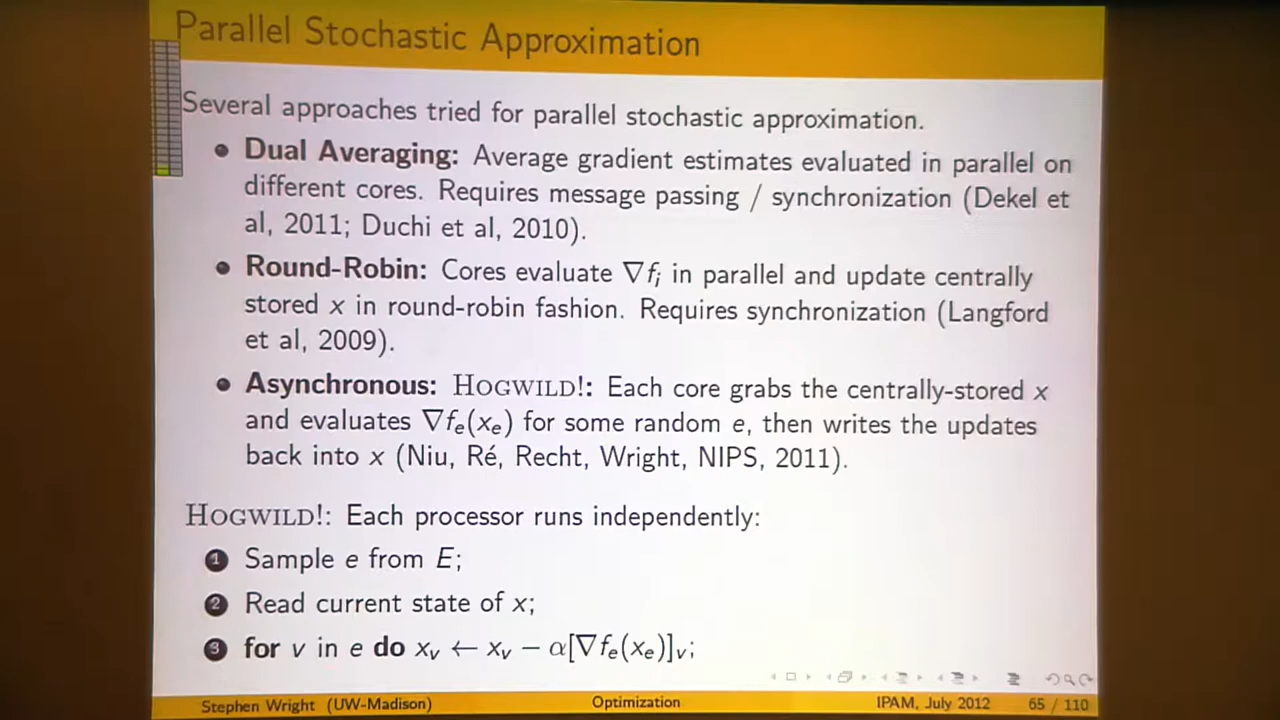 Parallel Stochastic Approximation
Several approaches tried for parallel stochastic approximation.
• Dual Averaging: Average gradient estimates evaluated in parallel on
different cores. Requires message passing / synchronization (Dekel et
al, 2011; Duchi et al, 2010).
• Round-Robin: Cores evaluate ∇fᵢ in parallel and update centrally
stored x in round-robin fashion. Requires synchronization (Langford
et al, 2009).
• Asynchronous: HOGWILD!: Each core grabs the centrally-stored x
and evaluates ∇fₑ(xₑ) for some random e, then writes the updates
back into x (Niu, Ré, Recht, Wright, NIPS, 2011).
HOGWILD!: Each processor runs independently:
1 Sample e from E;
2 Read current state of x;
3 for v in e do xᵥ ← xᵥ − α[∇fₑ(xₑ)]ᵥ;
Stephen Wright (UW-Madison) Optimization IPAM, July 2012 65 / 110